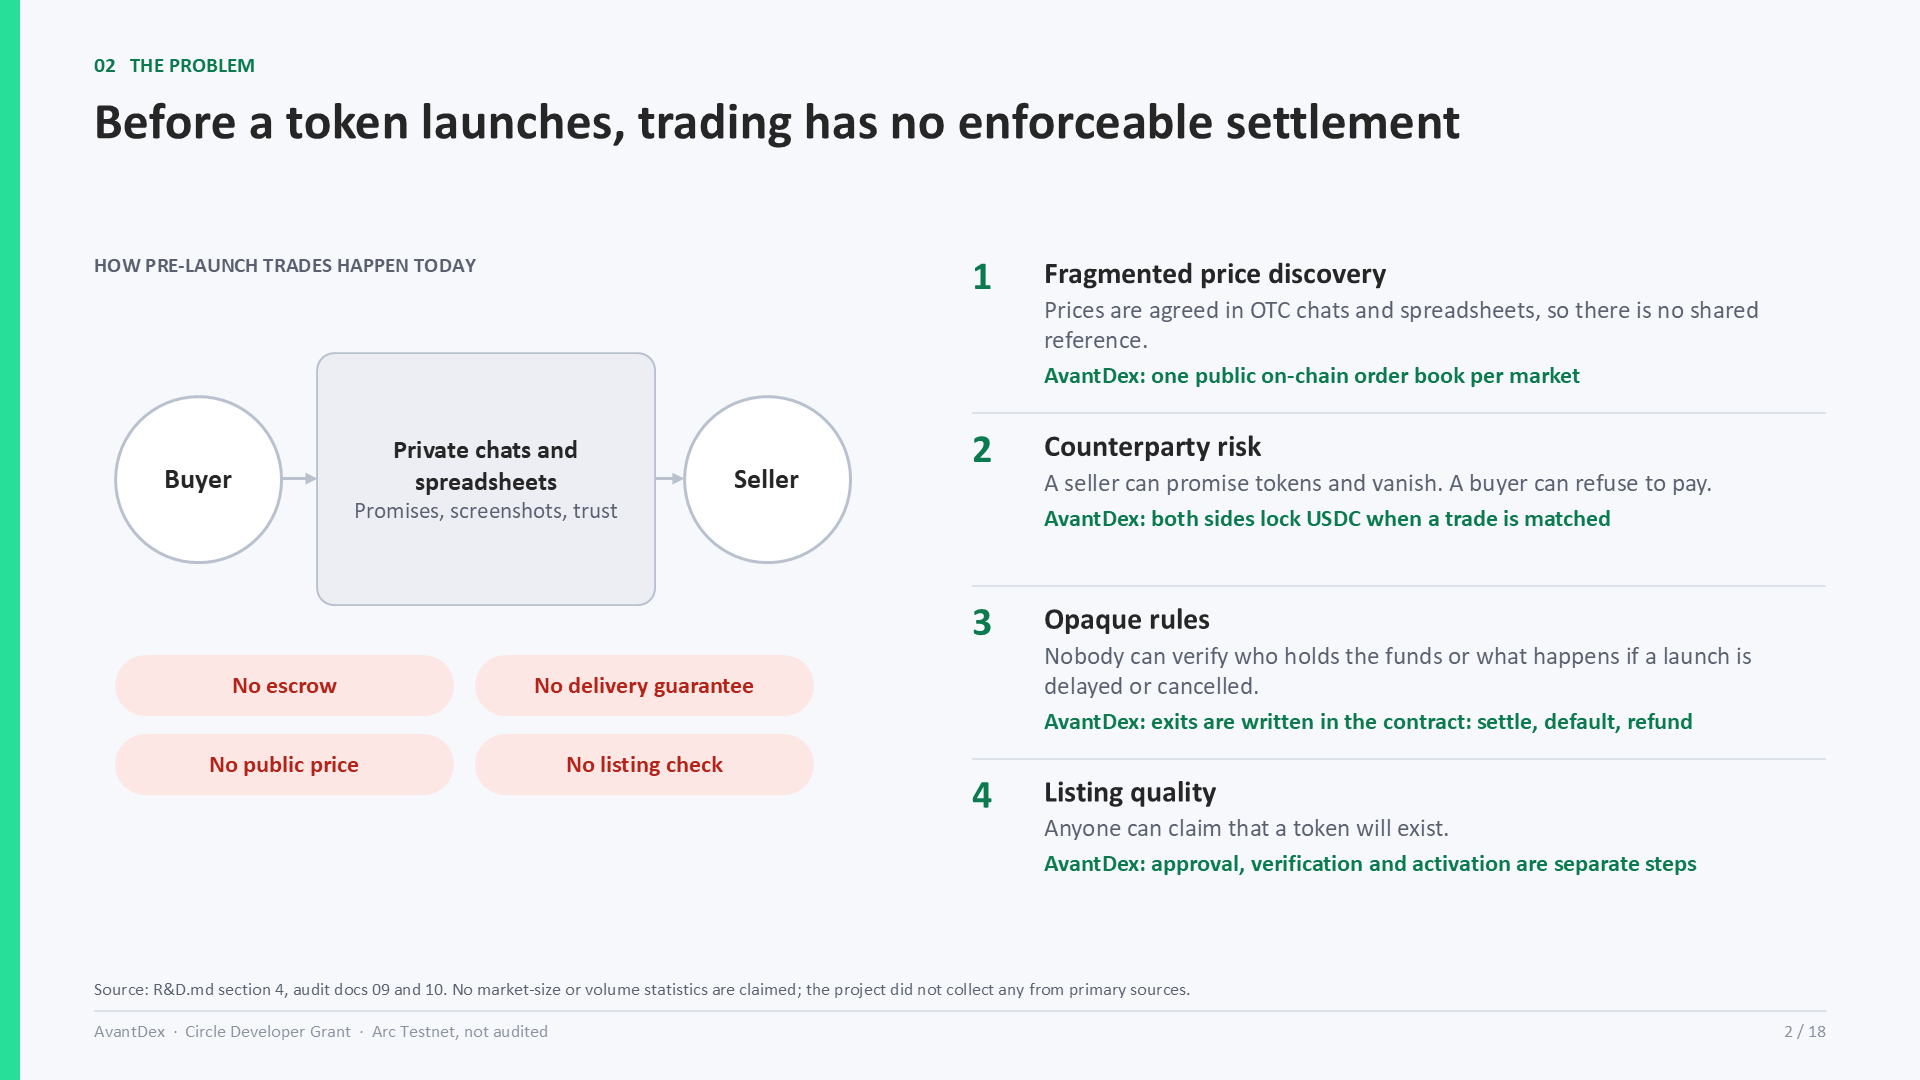 02 THE PROBLEM
Before a token launches, trading has no enforceable settlement
HOW PRE-LAUNCH TRADES HAPPEN TODAY
Buyer
Private chats and
spreadsheets
Promises, screenshots, trust
Seller
No escrow
No delivery guarantee
No public price
No listing check
1
Fragmented price discovery
Prices are agreed in OTC chats and spreadsheets, so there is no shared
reference.
AvantDex: one public on-chain order book per market
2
Counterparty risk
A seller can promise tokens and vanish. A buyer can refuse to pay.
AvantDex: both sides lock USDC when a trade is matched
3
Opaque rules
Nobody can verify who holds the funds or what happens if a launch is
delayed or cancelled.
AvantDex: exits are written in the contract: settle, default, refund
4
Listing quality
Anyone can claim that a token will exist.
AvantDex: approval, verification and activation are separate steps
Source: R&D.md section 4, audit docs 09 and 10. No market-size or volume statistics are claimed; the project did not collect any from primary sources.
AvantDex · Circle Developer Grant · Arc Testnet, not audited
2 / 18